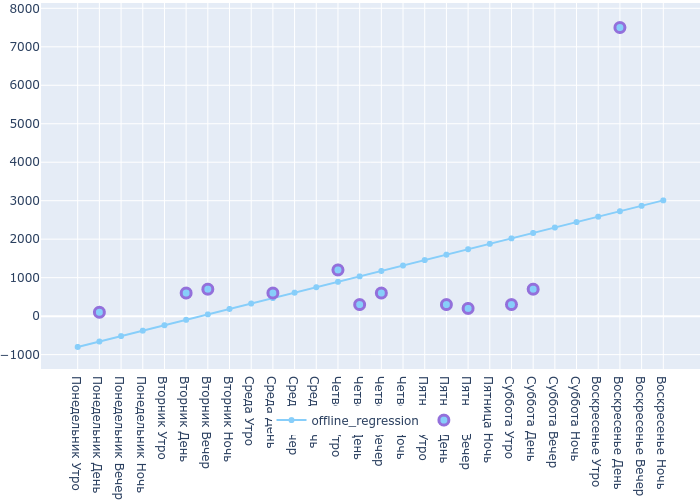 8000
7000
6000
5000
4000
3000
2000
1000
0
−1000
Понедельник Утро
Понедельник День
Понедельник Вечер
Понедельник Ночь
Вторник Утро
Вторник День
Вторник Вечер
Вторник Ночь
Среда Утро
Среда День
Пятница Ночь
Суббота Утро
Суббота День
Суббота Вечер
Суббота Ночь
Воскресенье Утро
Воскресенье День
Воскресенье Вечер
Воскресенье Ночь
offline_regression